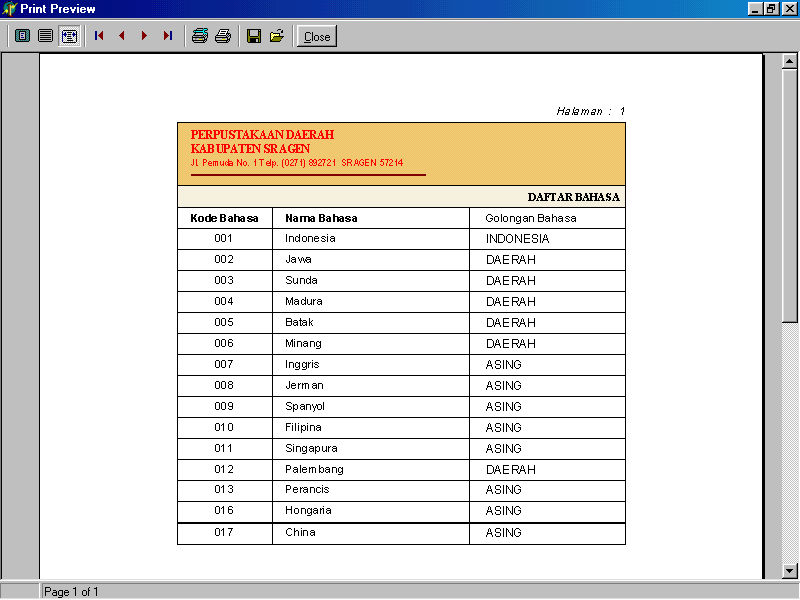 Print Preview
Close
Halaman : 1
PERPUSTAKAAN DAERAH
KABUPATEN SRAGEN
Jl. Pemuda No. 1 Telp. (0271) 892721 SRAGEN 57214
DAFTAR BAHASA
Kode Bahasa Nama Bahasa Golongan Bahasa
001 Indonesia INDONESIA
002 Jawa DAERAH
003 Sunda DAERAH
004 Madura DAERAH
005 Batak DAERAH
006 Minang DAERAH
007 Inggris ASING
008 Jerman ASING
009 Spanyol ASING
010 Filipina ASING
011 Singapura ASING
012 Palembang DAERAH
013 Perancis ASING
016 Hongaria ASING
017 China ASING
Page 1 of 1